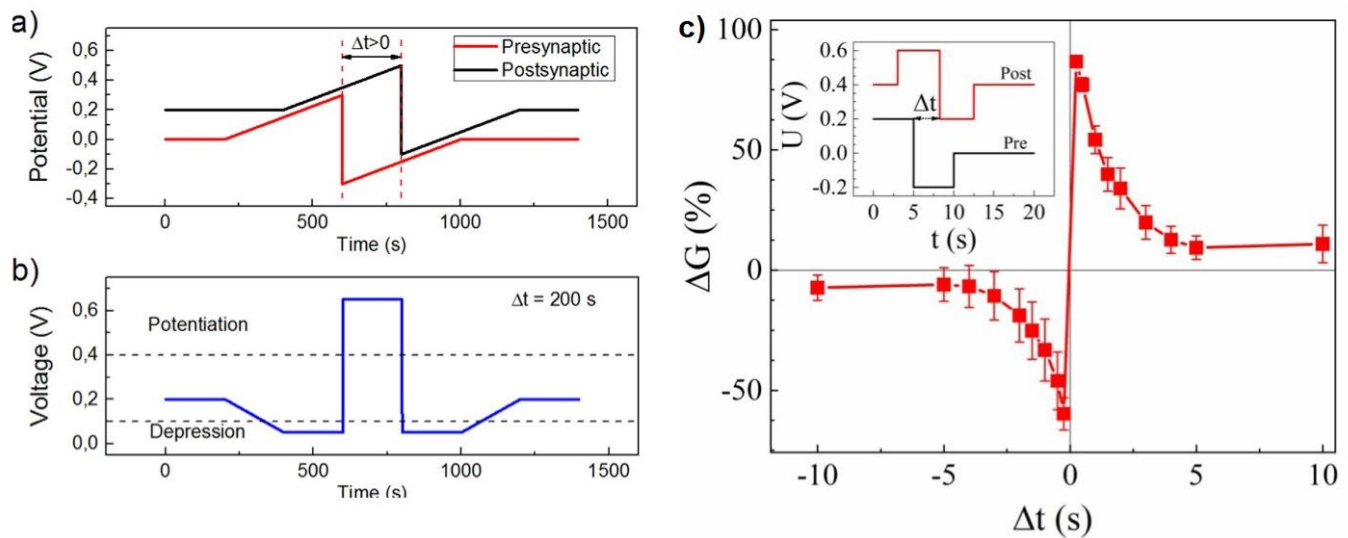 a)
Δt>0
Presynaptic
Postsynaptic
Potential (V)
0,6
0,4
0,2
0,0
-0,2
-0,4
0 500 1000 1500
Time (s)
b)
Δt = 200 s
Potentiation
Depression
Voltage (V)
0,6
0,4
0,2
0,0
0 500 1000 1500
Time (s)
c)
ΔG (%)
100
50
0
-50
-10 -5 0 5 10
Δt (s)
U (V)
0.6
0.4
0.2
0.0
-0.2
Post
Δt
Pre
0 5 10 15 20
t (s)